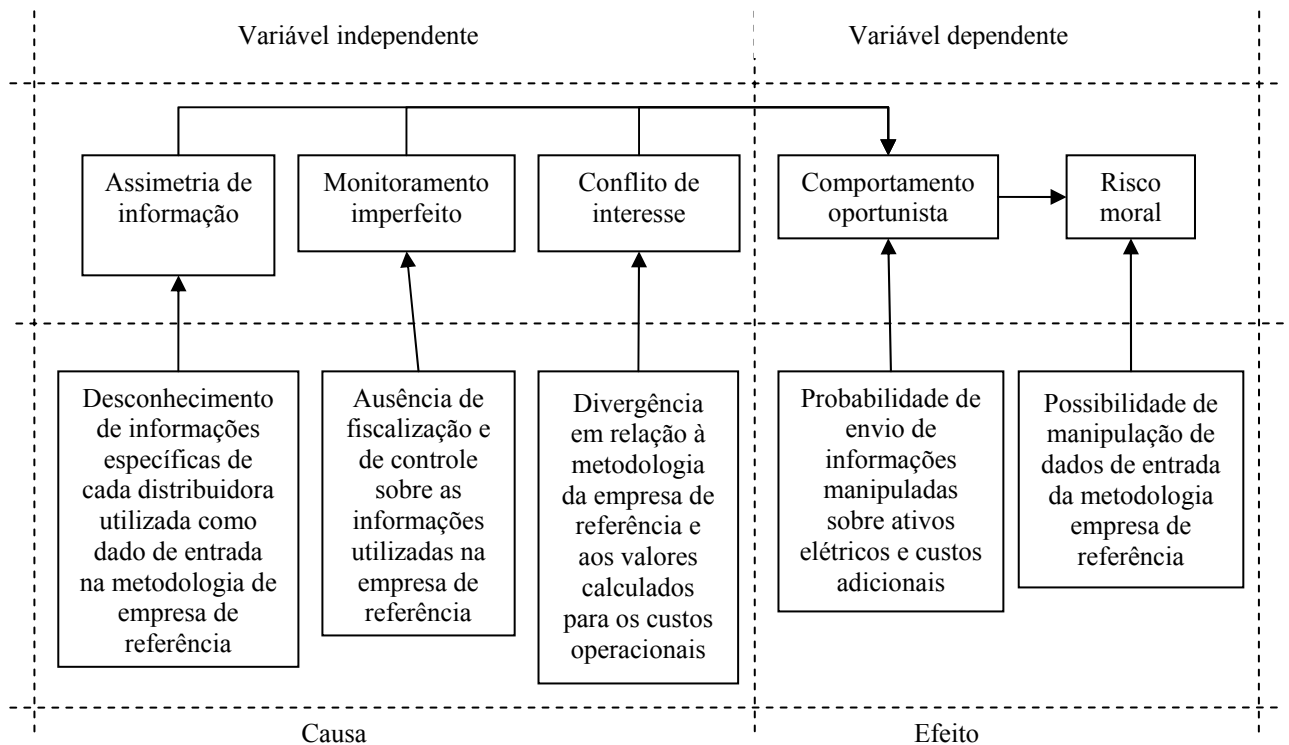 Variável independente
Variável dependente
Assimetria de
informação
Monitoramento
imperfeito
Conflito de
interesse
Comportamento
oportunista
Risco
moral
Desconhecimento
de informações
específicas de
cada distribuidora
utilizada como
dado de entrada
na metodologia de
empresa de
referência
Ausência de
fiscalização e
de controle
sobre as
informações
utilizadas na
empresa de
referência
Divergência
em relação à
metodologia
da empresa de
referência e
aos valores
calculados
para os custos
operacionais
Probabilidade de
envio de
informações
manipuladas
sobre ativos
elétricos e custos
adicionais
Possibilidade de
manipulação de
dados de entrada
da metodologia
empresa de
referência
Causa
Efeito